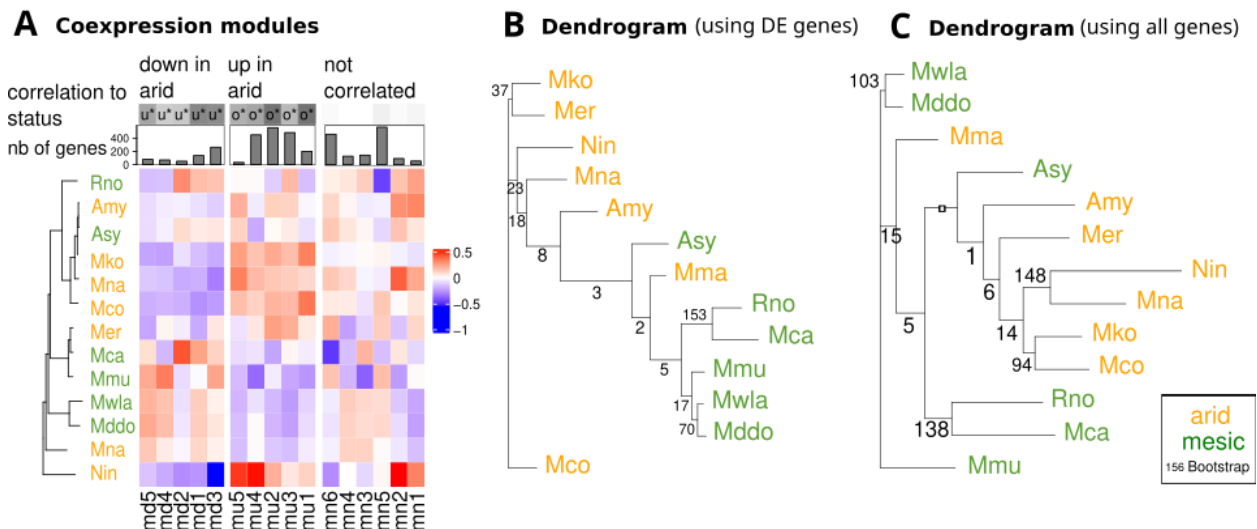 A Coexpression modules
down in arid
up in arid
not correlated
correlation to status
u* u* u* u* u* o* o* o* o* o*
nb of genes
400
200
0
Rno
Amy
Asy
Mko
Mna
Mco
Mer
Mca
Mmu
Mwla
Mddo
Mna
Nin
md5 md4 md2 md1 md3 mu5 mu4 mu2 mu3 mu1 mn6 mn4 mn3 mn5 mn2 mn1
0.5
0
−0.5
−1
B Dendrogram (using DE genes)
37
Mko
Mer
Nin
23
Mna
18
Amy
8
Asy
3
Mma
2
Rno
153
Mca
5
Mmu
17
Mwla
70
Mddo
Mco
C Dendrogram (using all genes)
103
Mwla
Mddo
Mma
15
Asy
Amy
1
Mer
6
148
Nin
Mna
5
14
Mko
94
Mco
Rno
138
Mca
Mmu
arid
mesic
156 Bootstrap